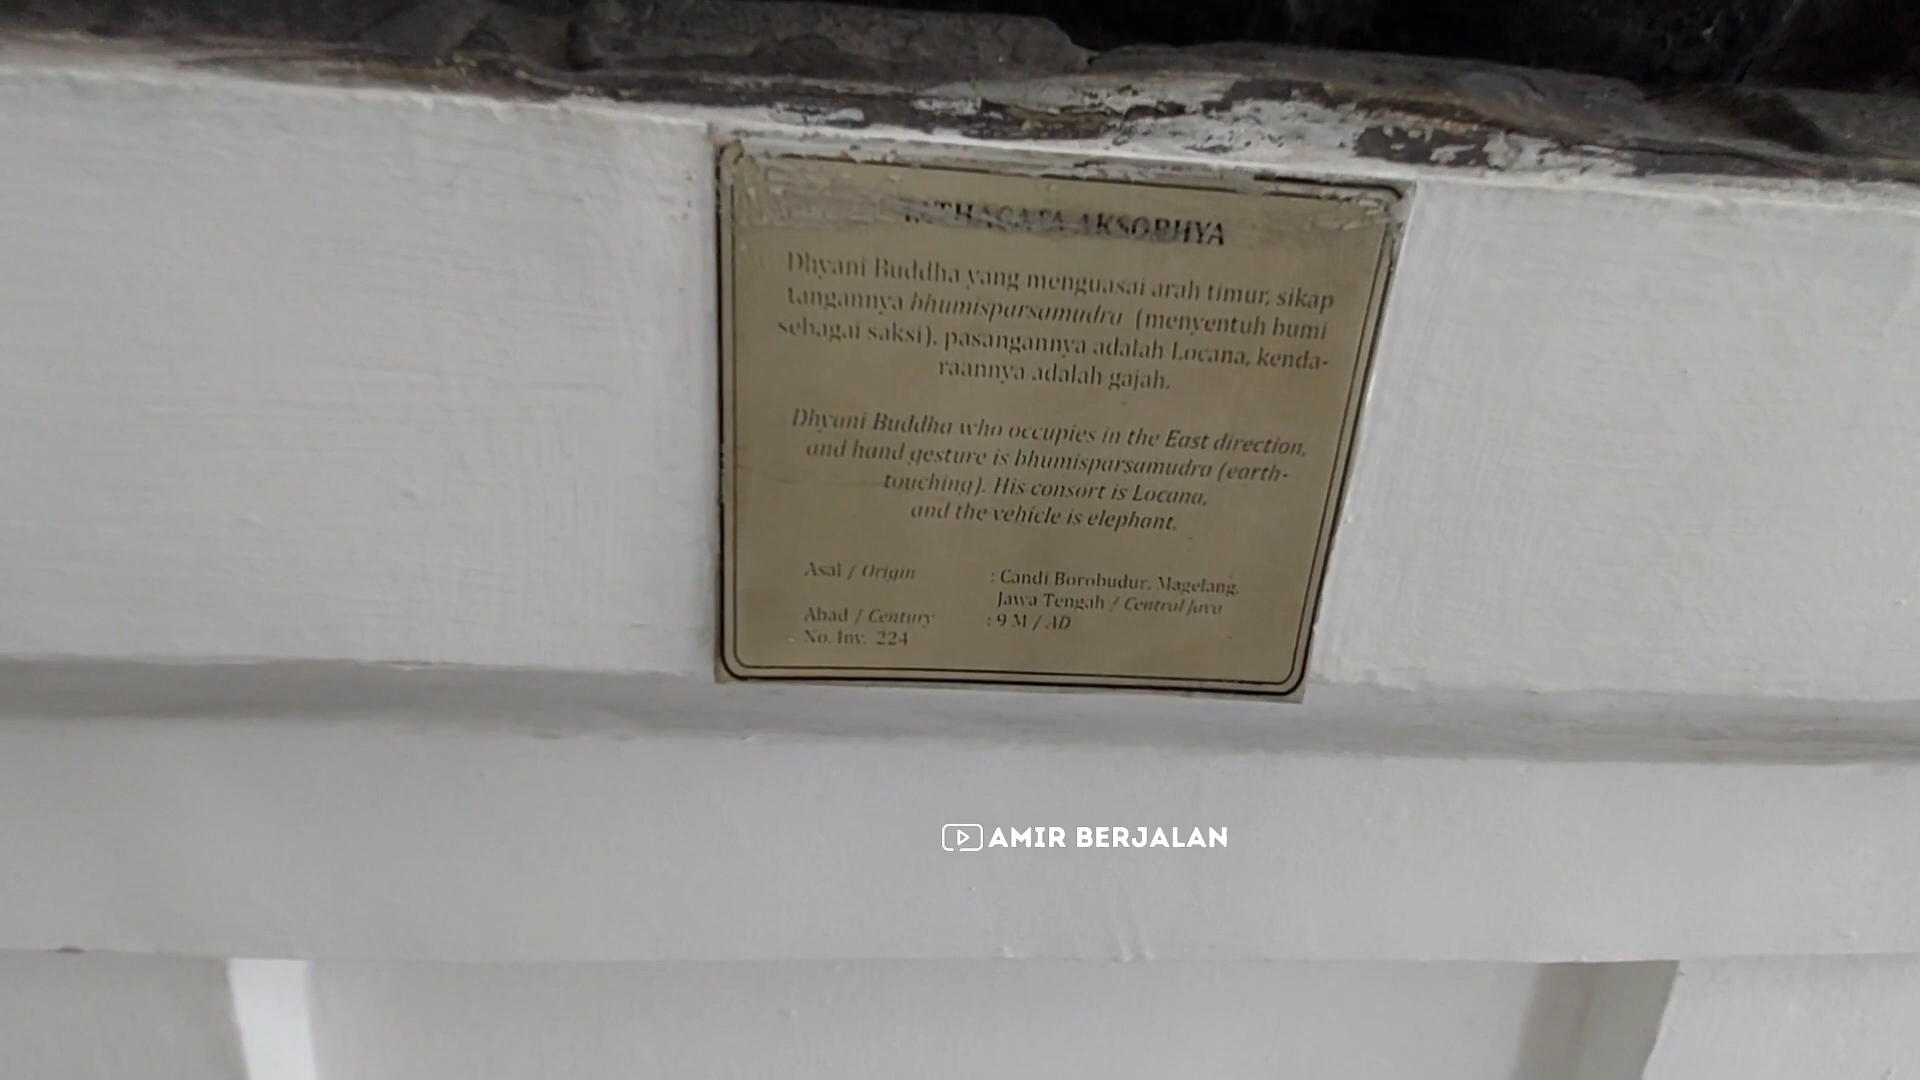 TATHAGATA AKSOBHYA
Dhyani Buddha yang menguasai arah timur, sikap
tangannya bhumisparsamudra (menyentuh bumi
sebagai saksi), pasangannya adalah Locana, kenda-
raannya adalah gajah.
Dhyani Buddha who occupies in the East direction,
and hand gesture is bhumisparsamudra (earth-
touching). His consort is Locana,
and the vehicle is elephant.
Asal / Origin : Candi Borobudur, Magelang,
Jawa Tengah / Central Java
Abad / Century : 9 M / AD
No. Inv. 224
AMIR BERJALAN